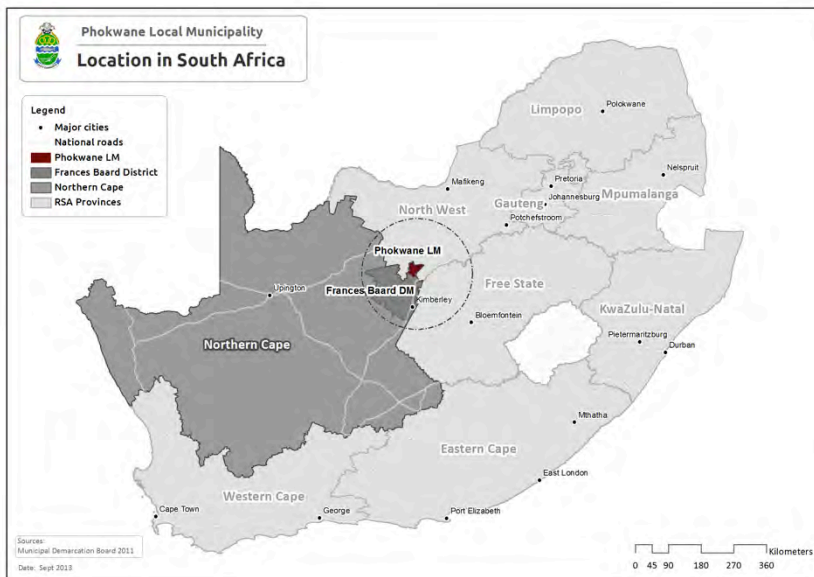 Phokwane Local Municipality
Location in South Africa
Legend
Major cities
National roads
Phokwane LM
Frances Baard District
Northern Cape
RSA Provinces
Limpopo
Polokwane
Nelspruit
Mafikeng
Pretoria
Johannesburg
Mpumalanga
North West
Gauteng
Potchefstroom
Phokwane LM
Free State
Frances Baard DM
Upington
Kimberley
KwaZulu-Natal
Bloemfontein
Pietermaritzburg
Northern Cape
Durban
Mthatha
Eastern Cape
East London
Western Cape
Cape Town
George
Port Elizabeth
Sources:
Municipal Demarcation Board 2011
Date: Sept 2013
Kilometers
0 45 90 180 270 360